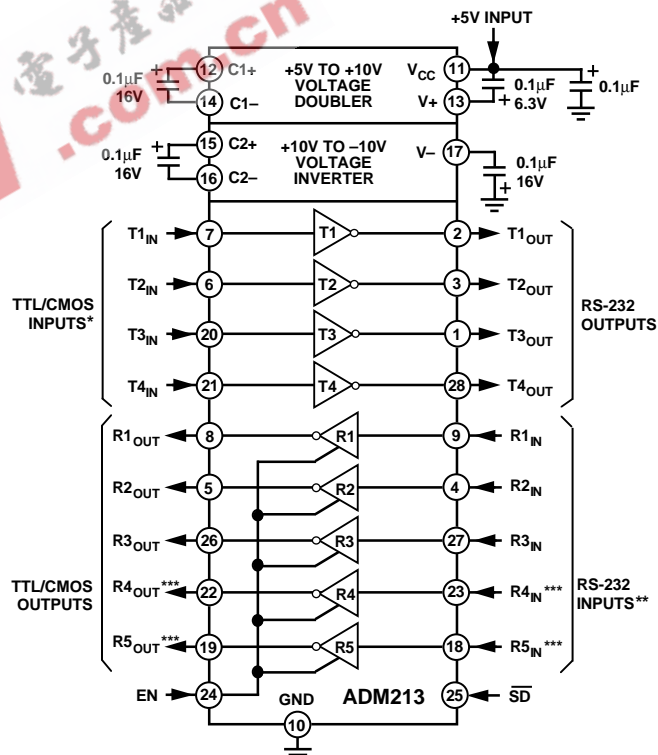 电子产品
.com.cn
+5V INPUT
0.1µF
16V
12 C1+
14 C1–
+5V TO +10V
VOLTAGE
DOUBLER
VCC 11
V+ 13
0.1µF
6.3V
0.1µF
0.1µF
16V
15 C2+
16 C2–
+10V TO –10V
VOLTAGE
INVERTER
V– 17
0.1µF
16V
TTL/CMOS
INPUTS*
T1IN 7 T1 2 T1OUT
T2IN 6 T2 3 T2OUT
T3IN 20 T3 1 T3OUT
T4IN 21 T4 28 T4OUT
RS-232
OUTPUTS
TTL/CMOS
OUTPUTS
R1OUT 8 R1 9 R1IN
R2OUT 5 R2 4 R2IN
R3OUT 26 R3 27 R3IN
R4OUT*** 22 R4 23 R4IN***
R5OUT*** 19 R5 18 R5IN***
RS-232
INPUTS**
EN 24 GND ADM213 25 SD
10